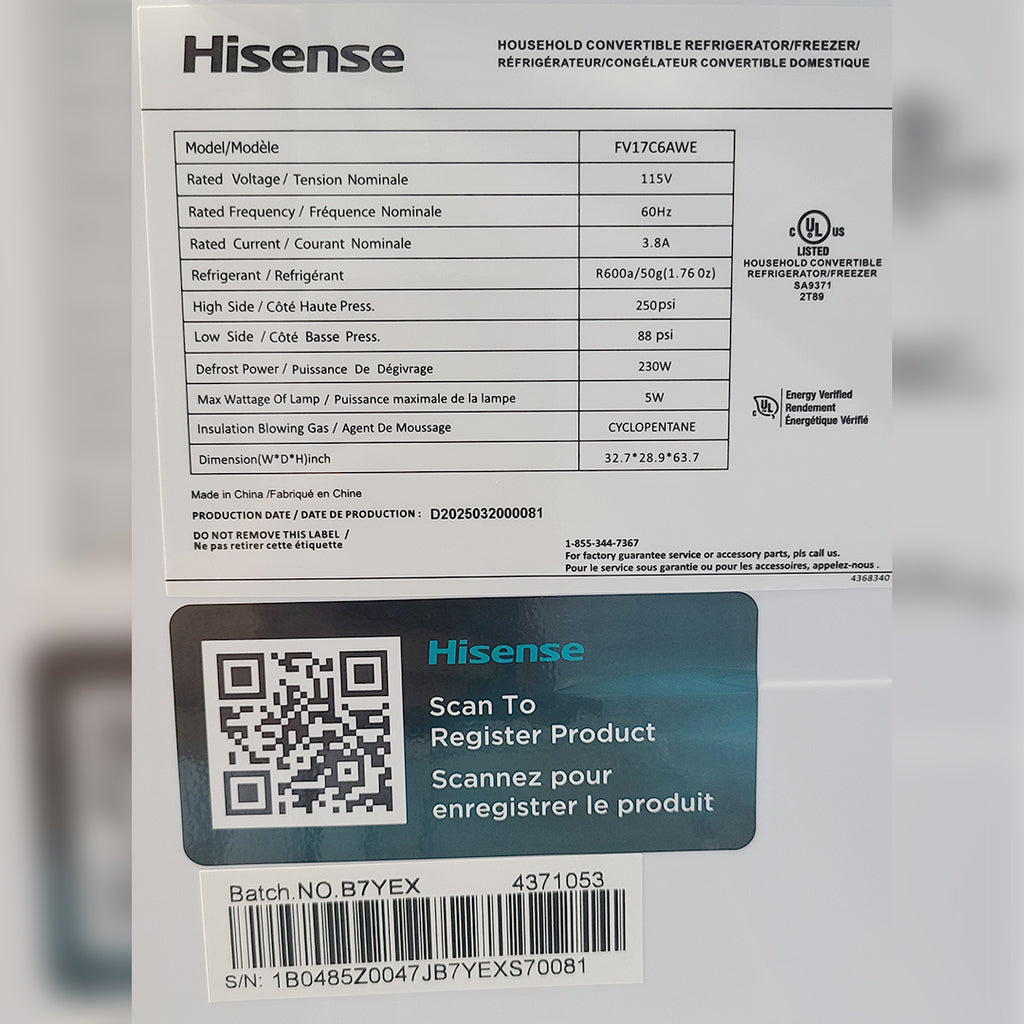 Hisense
HOUSEHOLD CONVERTIBLE REFRIGERATOR/FREEZER/
RÉFRIGÉRATEUR/CONGÉLATEUR CONVERTIBLE DOMESTIQUE
Model/Modèle FV17C6AWE
Rated Voltage/ Tension Nominale 115V
Rated Frequency / Fréquence Nominale 60Hz
Rated Current / Courant Nominale 3.8A
Refrigerant / Refrigérant R600a/50g(1.76 Oz)
High Side / Côté Haute Press. 250psi
Low Side / Côté Basse Press. 88 psi
Defrost Power / Puissance De Dégivrage 230W
Max Wattage Of Lamp / Puissance maximale de la lampe 5W
Insulation Blowing Gas / Agent De Moussage CYCLOPENTANE
Dimension(W*D*H)inch 32.7*28.9*63.7
C UL US
LISTED
HOUSEHOLD CONVERTIBLE
REFRIGERATOR/FREEZER
SA9371
2T89
C UL
Energy Verified
Rendement
Énergétique Vérifié
Made in China /Fabriqué en Chine
PRODUCTION DATE / DATE DE PRODUCTION : D2025032000081
DO NOT REMOVE THIS LABEL /
Ne pas retirer cette étiquette
1-855-344-7367
For factory guarantee service or accessory parts, pls call us.
Pour le service sous garantie ou pour les accessoires, appelez-nous .
4368340
Hisense
Scan To
Register Product
Scannez pour
enregistrer le produit
Batch.NO.B7YEX 4371053
S/N: 1B0485Z0047JB7YEXS70081